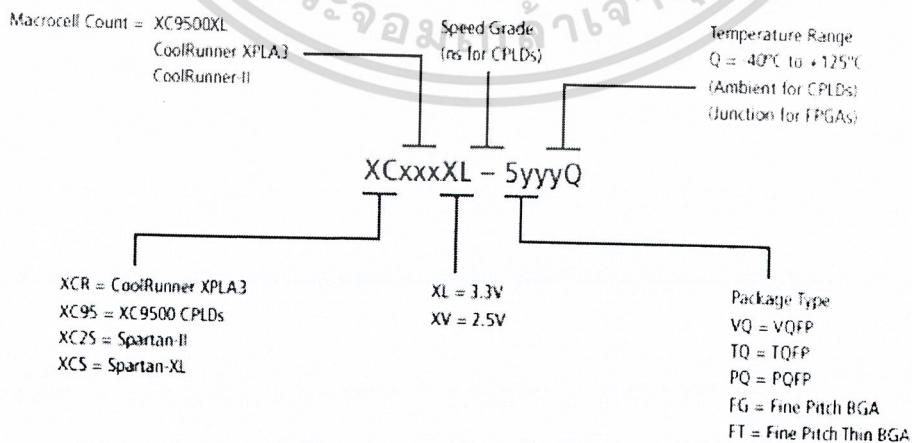 Macrocell Count = XC9500XL
CoolRunner XPLA3
CoolRunner-II
Speed Grade
(ns for CPLDs)
Temperature Range
Q = -40°C to +125°C
(Ambient for CPLDs)
(Junction for FPGAs)
XCxxxXL – 5yyyQ
XCR = CoolRunner XPLA3
XC95 = XC9500 CPLDs
XC2S = Spartan-II
XCS = Spartan-XL
XL = 3.3V
XV = 2.5V
Package Type
VQ = VQFP
TQ = TQFP
PQ = PQFP
FG = Fine Pitch BGA
FT = Fine Pitch Thin BGA